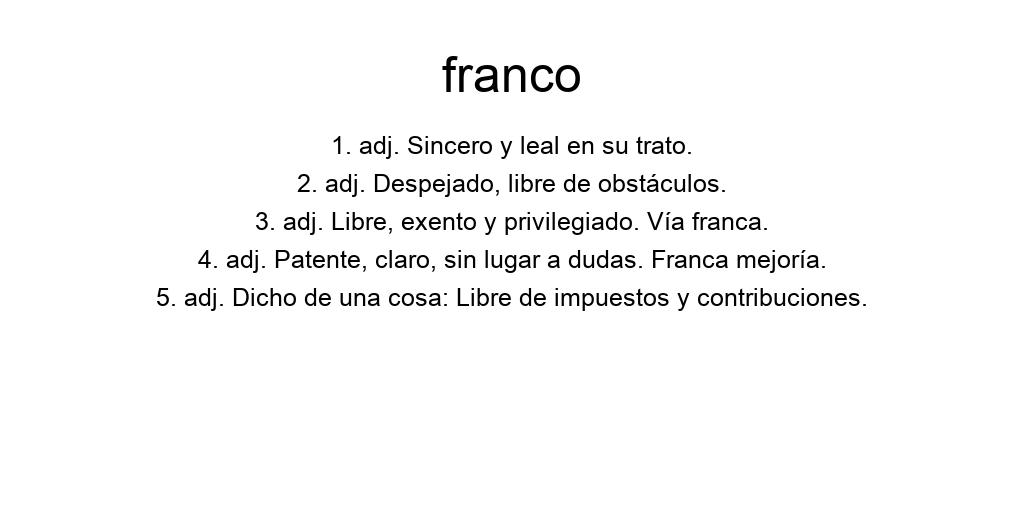 franco
1. adj. Sincero y leal en su trato.
2. adj. Despejado, libre de obstáculos.
3. adj. Libre, exento y privilegiado. Vía franca.
4. adj. Patente, claro, sin lugar a dudas. Franca mejoría.
5. adj. Dicho de una cosa: Libre de impuestos y contribuciones.